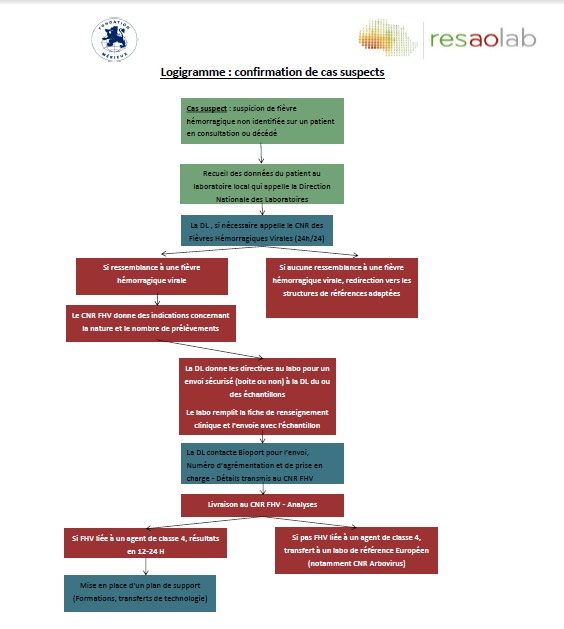 FONDATION
MÉRIEUX
resaolab
Logigramme : confirmation de cas suspects
Cas suspect : suspicion de fièvre
hémorragique non identifiée sur un patient
en consultation ou décédé
Recueil des données du patient au
laboratoire local qui appelle la Direction
Nationale des Laboratoires
La DL , si nécessaire appelle le CNR des
Fièvres Hémorragiques Virales (24h/24)
Si ressemblance à une fièvre
hémorragique virale
Si aucune ressemblance à une fièvre
hémorragique virale, redirection vers les
structures de références adaptées
Le CNR FHV donne des indications concernant
la nature et le nombre de prélèvements
La DL donne les directives au labo pour un
envoi sécurisé (boite ou non) à la DL du ou
des échantillons
Le labo remplit la fiche de renseignement
clinique et l'envoie avec l'échantillon
La DL contacte Bioport pour l'envoi,
Numéro d'agrémentation et de prise en
charge - Détails transmis au CNR FHV
Livraison au CNR FHV - Analyses
Si FHV liée à un agent de classe 4, résultats
en 12-24 H
Si pas FHV liée à un agent de classe 4,
transfert à un labo de référence Européen
(notamment CNR Arbovirus)
Mise en place d'un plan de support
(Formations, transferts de technologie)